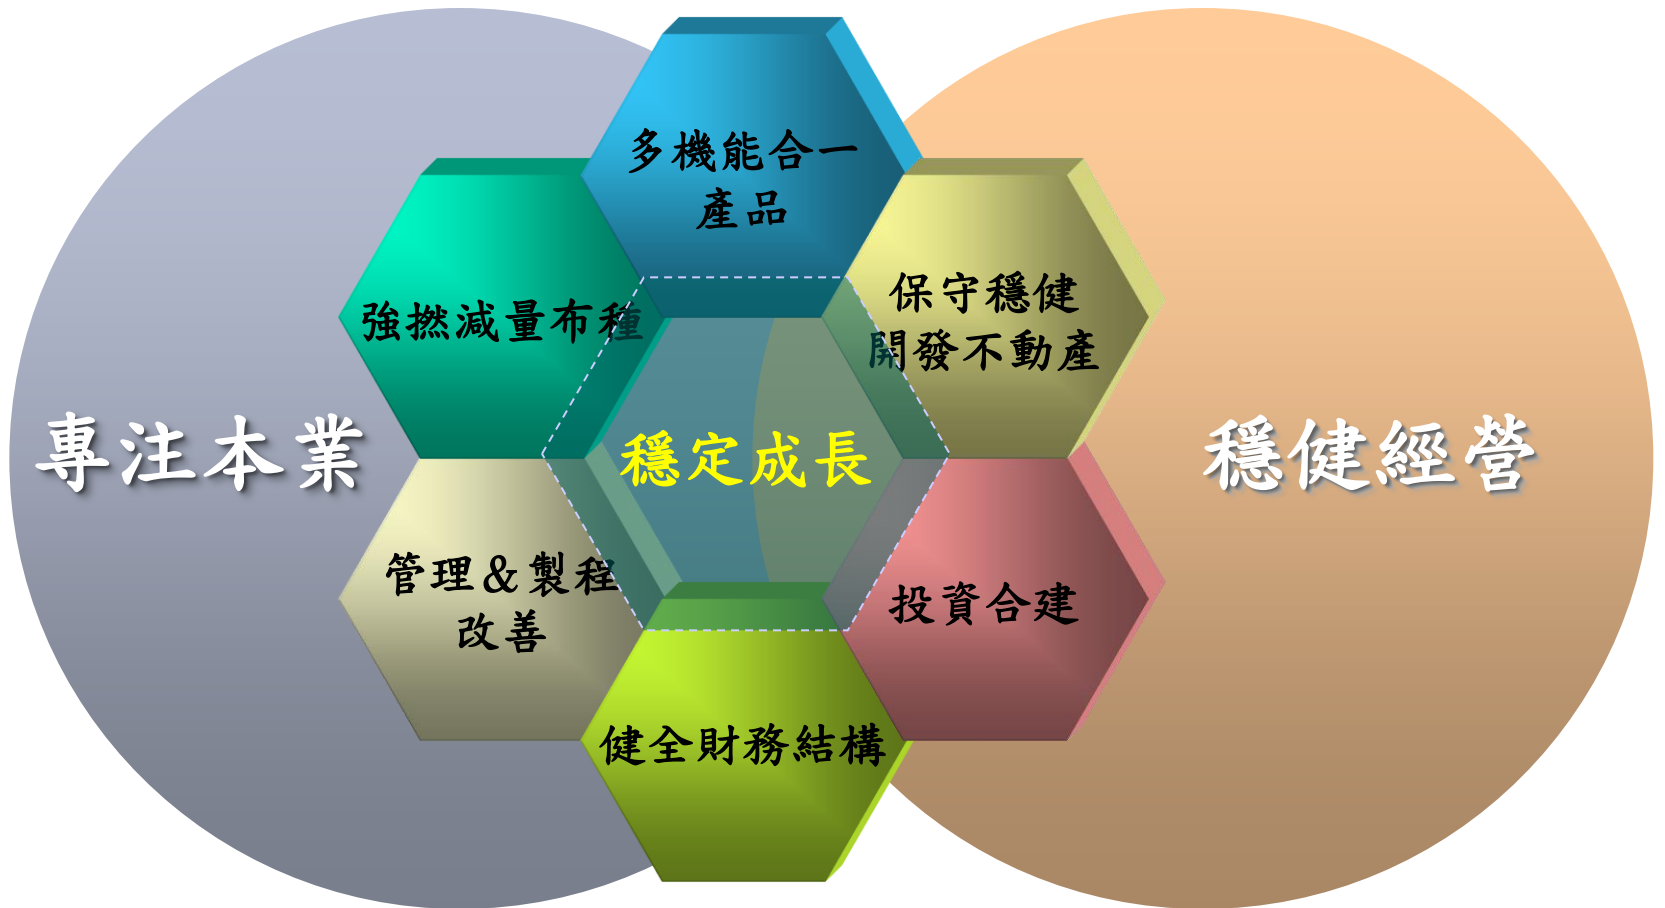 多機能合一
產品
強撚減量布種
保守穩健
開發不動產
專注本業
穩定成長
穩健經營
管理&製程
改善
投資合建
健全財務結構